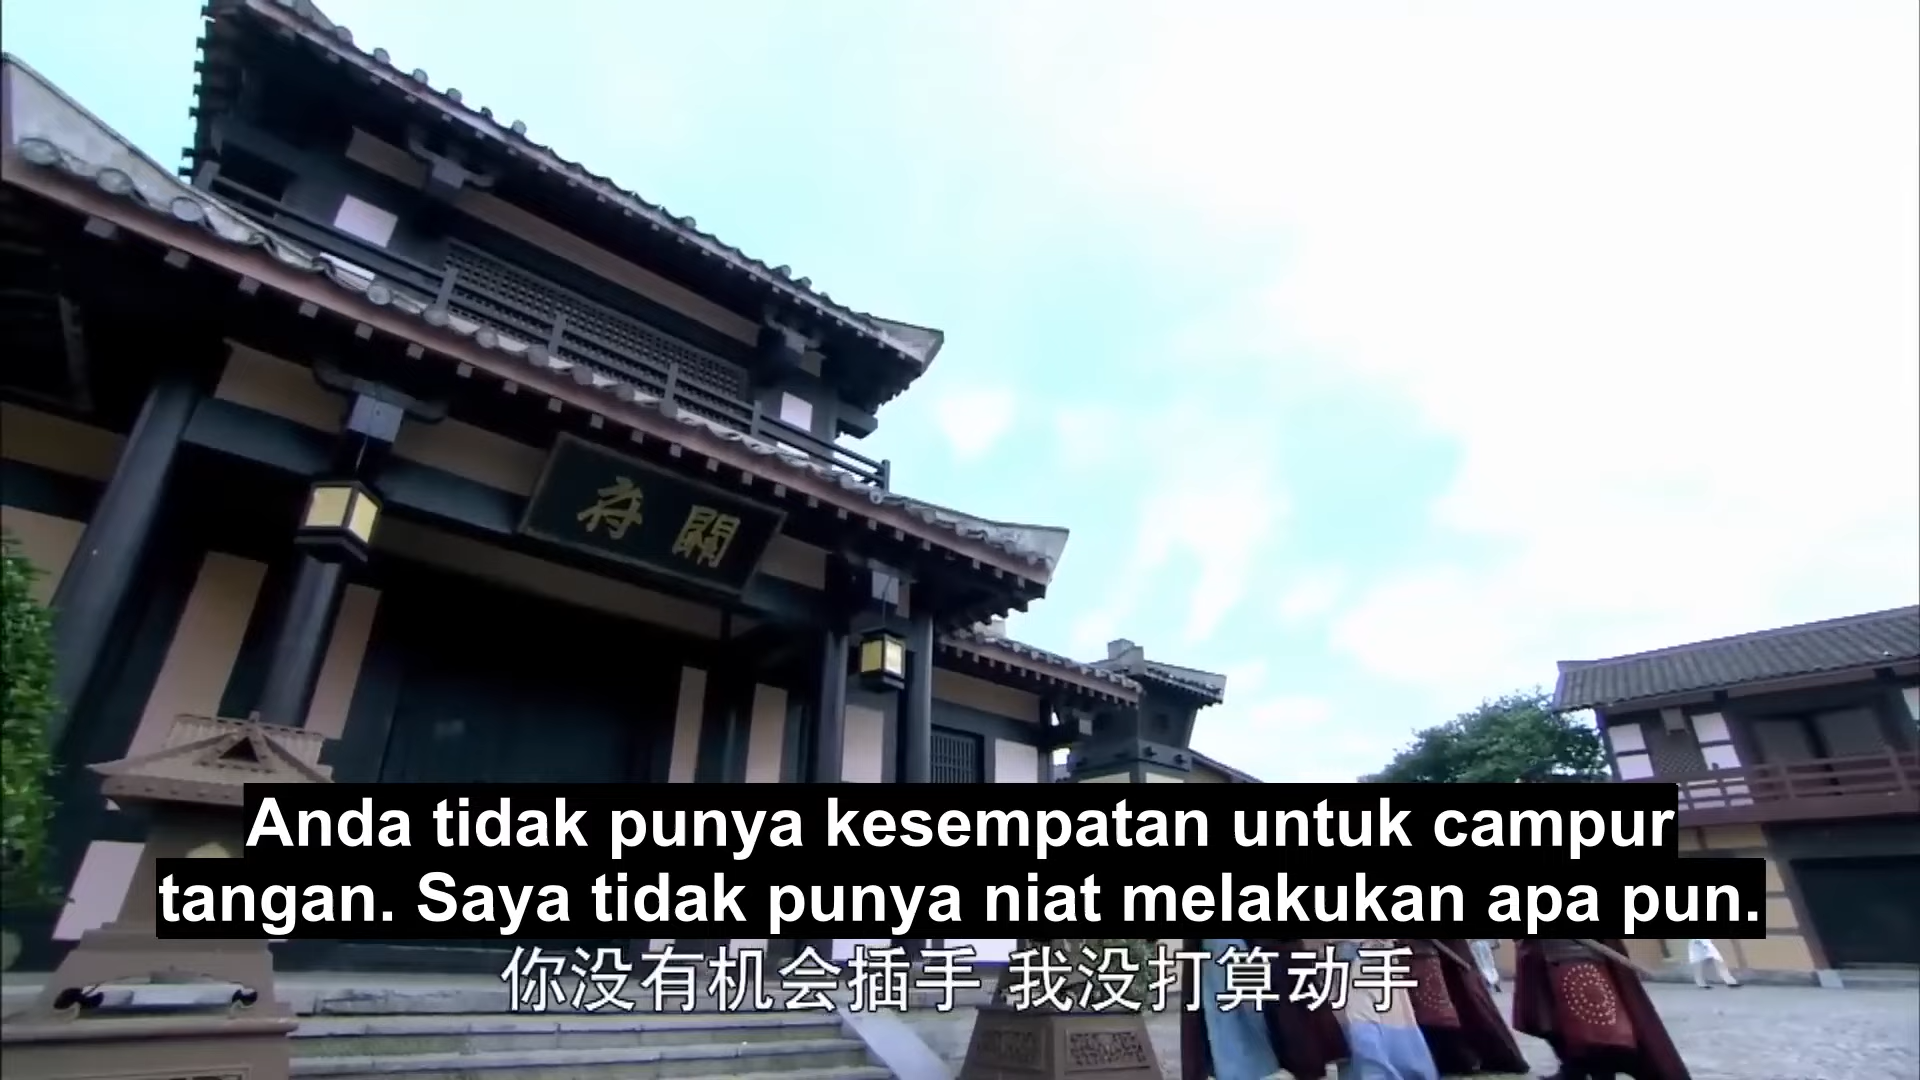 府 闞
Anda tidak punya kesempatan untuk campur
tangan. Saya tidak punya niat melakukan apa pun.
你没有机会插手 我没打算动手